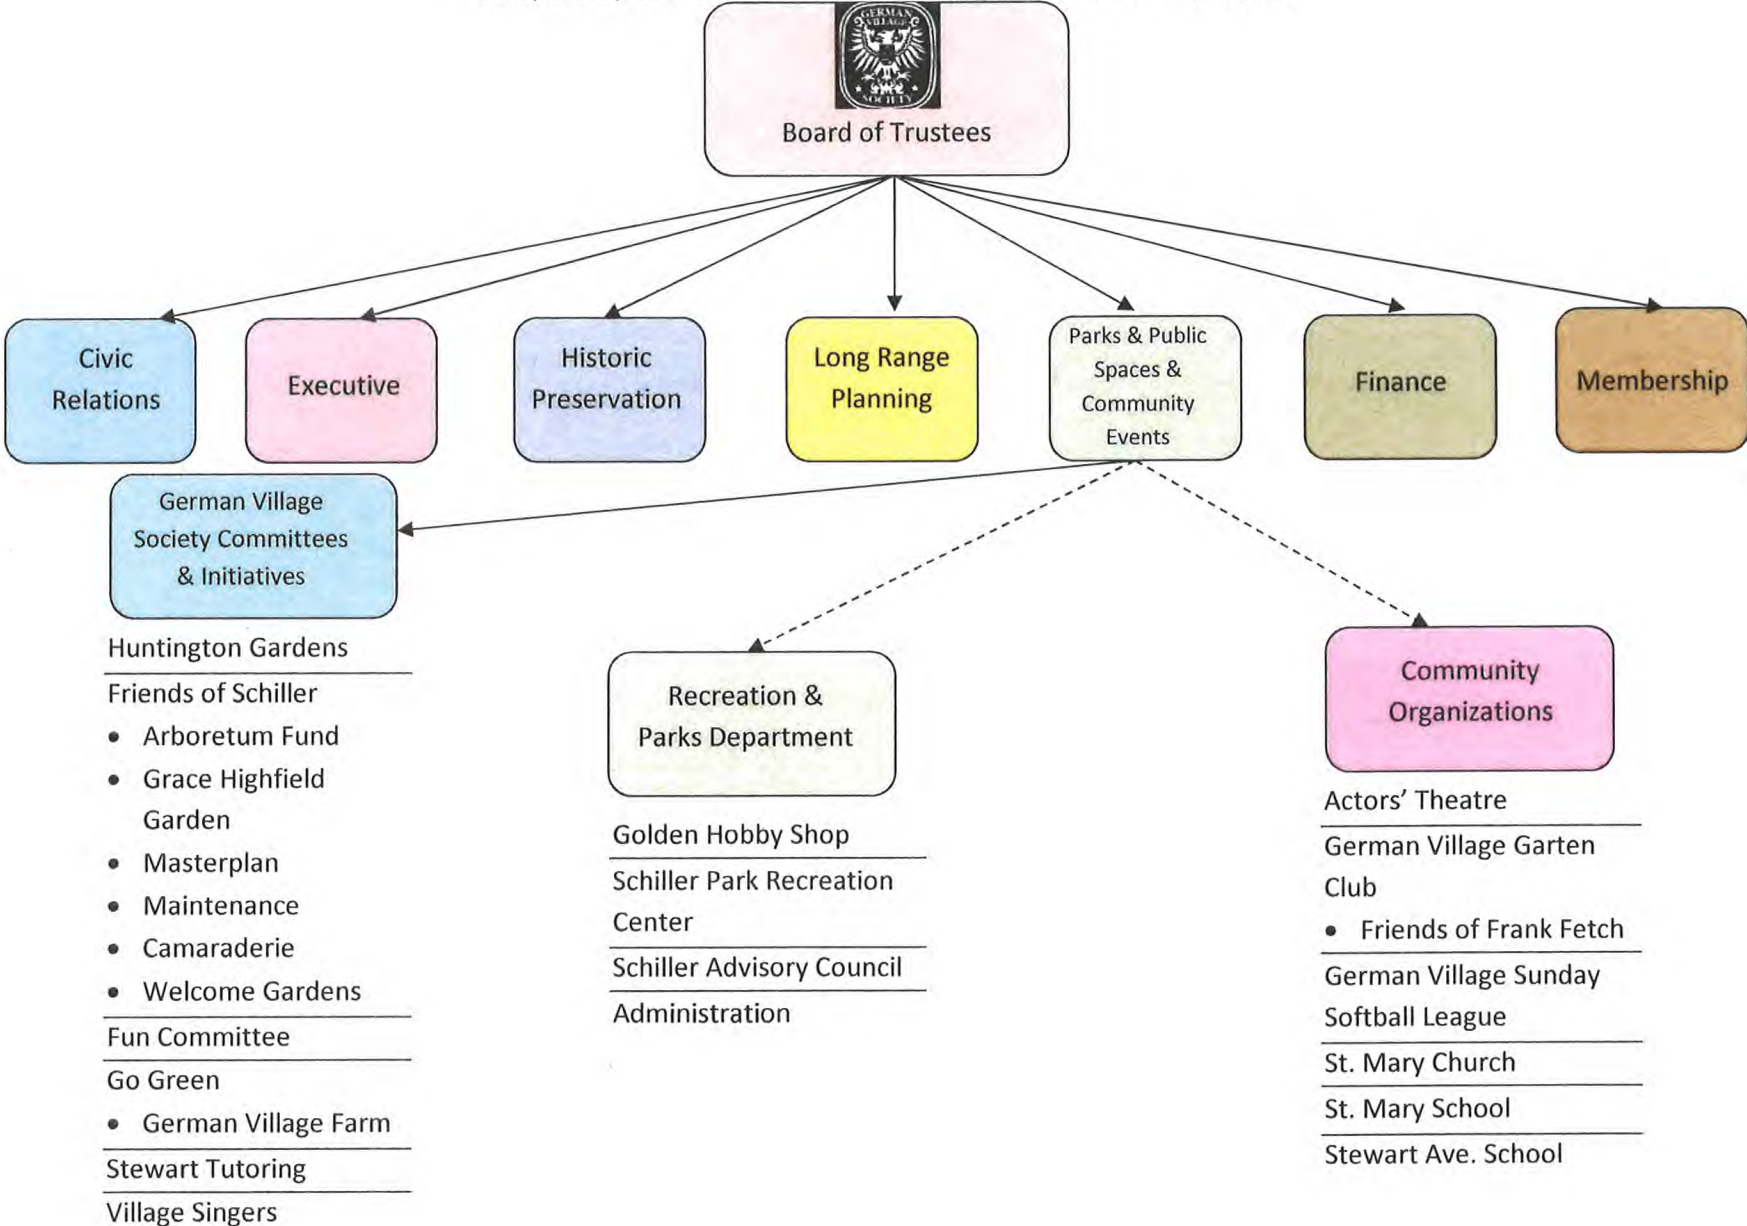 GERMAN
VILLAGE
SOCIETY
Board of Trustees
Civic
Relations
Executive
Historic
Preservation
Long Range
Planning
Parks & Public
Spaces &
Community
Events
Finance
Membership
German Village
Society Committees
& Initiatives
Huntington Gardens
Friends of Schiller
• Arboretum Fund
• Grace Highfield
Garden
• Masterplan
• Maintenance
• Camaraderie
• Welcome Gardens
Fun Committee
Go Green
• German Village Farm
Stewart Tutoring
Village Singers
Recreation &
Parks Department
Golden Hobby Shop
Schiller Park Recreation
Center
Schiller Advisory Council
Administration
Community
Organizations
Actors’ Theatre
German Village Garten
Club
• Friends of Frank Fetch
German Village Sunday
Softball League
St. Mary Church
St. Mary School
Stewart Ave. School